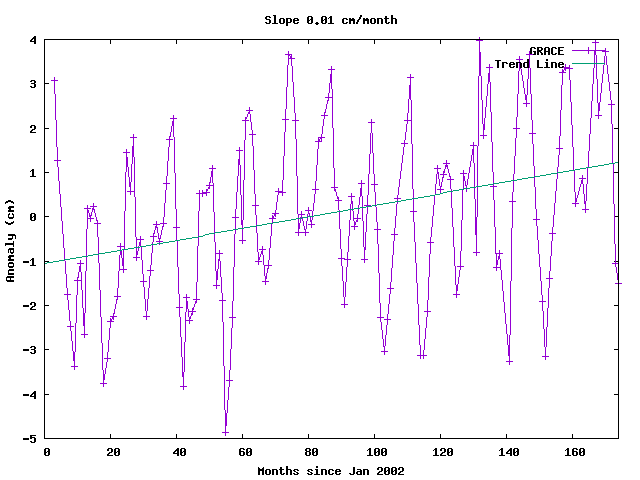 Slope 0.01 cm/month
GRACE
Trend Line
4
3
2
1
0
-1
-2
-3
-4
-5
Anomaly (cm)
0 20 40 60 80 100 120 140 160
Months since Jan 2002